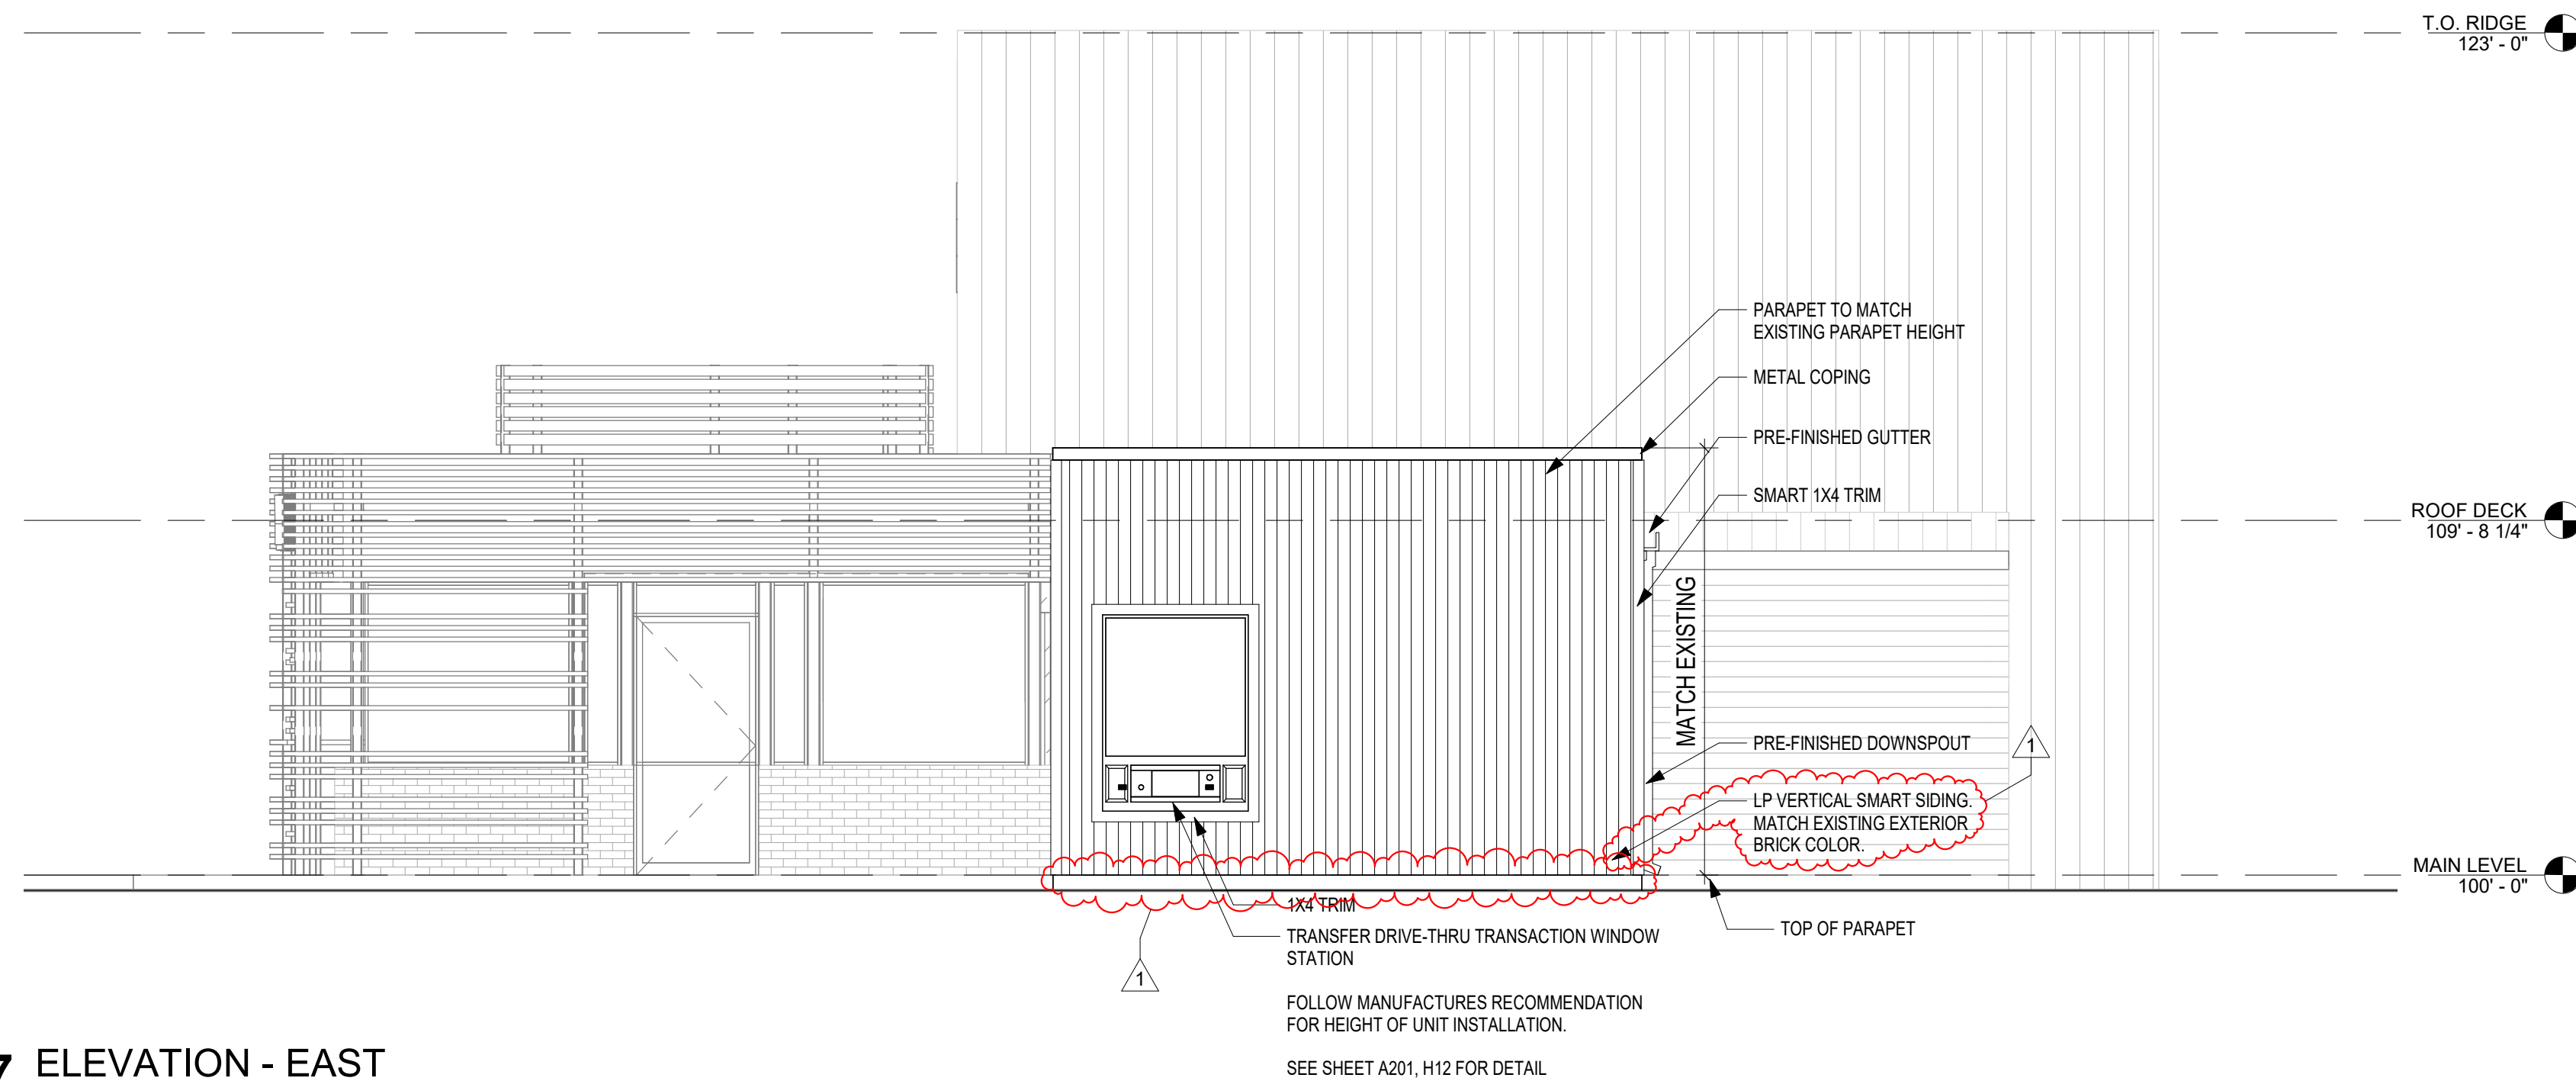 T.O. RIDGE
123' - 0"
PARAPET TO MATCH
EXISTING PARAPET HEIGHT
METAL COPING
PRE-FINISHED GUTTER
SMART 1X4 TRIM
ROOF DECK
109' - 8 1/4"
MATCH EXISTING
PRE-FINISHED DOWNSPOUT
1
LP VERTICAL SMART SIDING.
MATCH EXISTING EXTERIOR
BRICK COLOR.
MAIN LEVEL
100' - 0"
1X4 TRIM
TOP OF PARAPET
TRANSFER DRIVE-THRU TRANSACTION WINDOW
STATION
1
FOLLOW MANUFACTURES RECOMMENDATION
FOR HEIGHT OF UNIT INSTALLATION.
SEE SHEET A201, H12 FOR DETAIL
7 ELEVATION - EAST